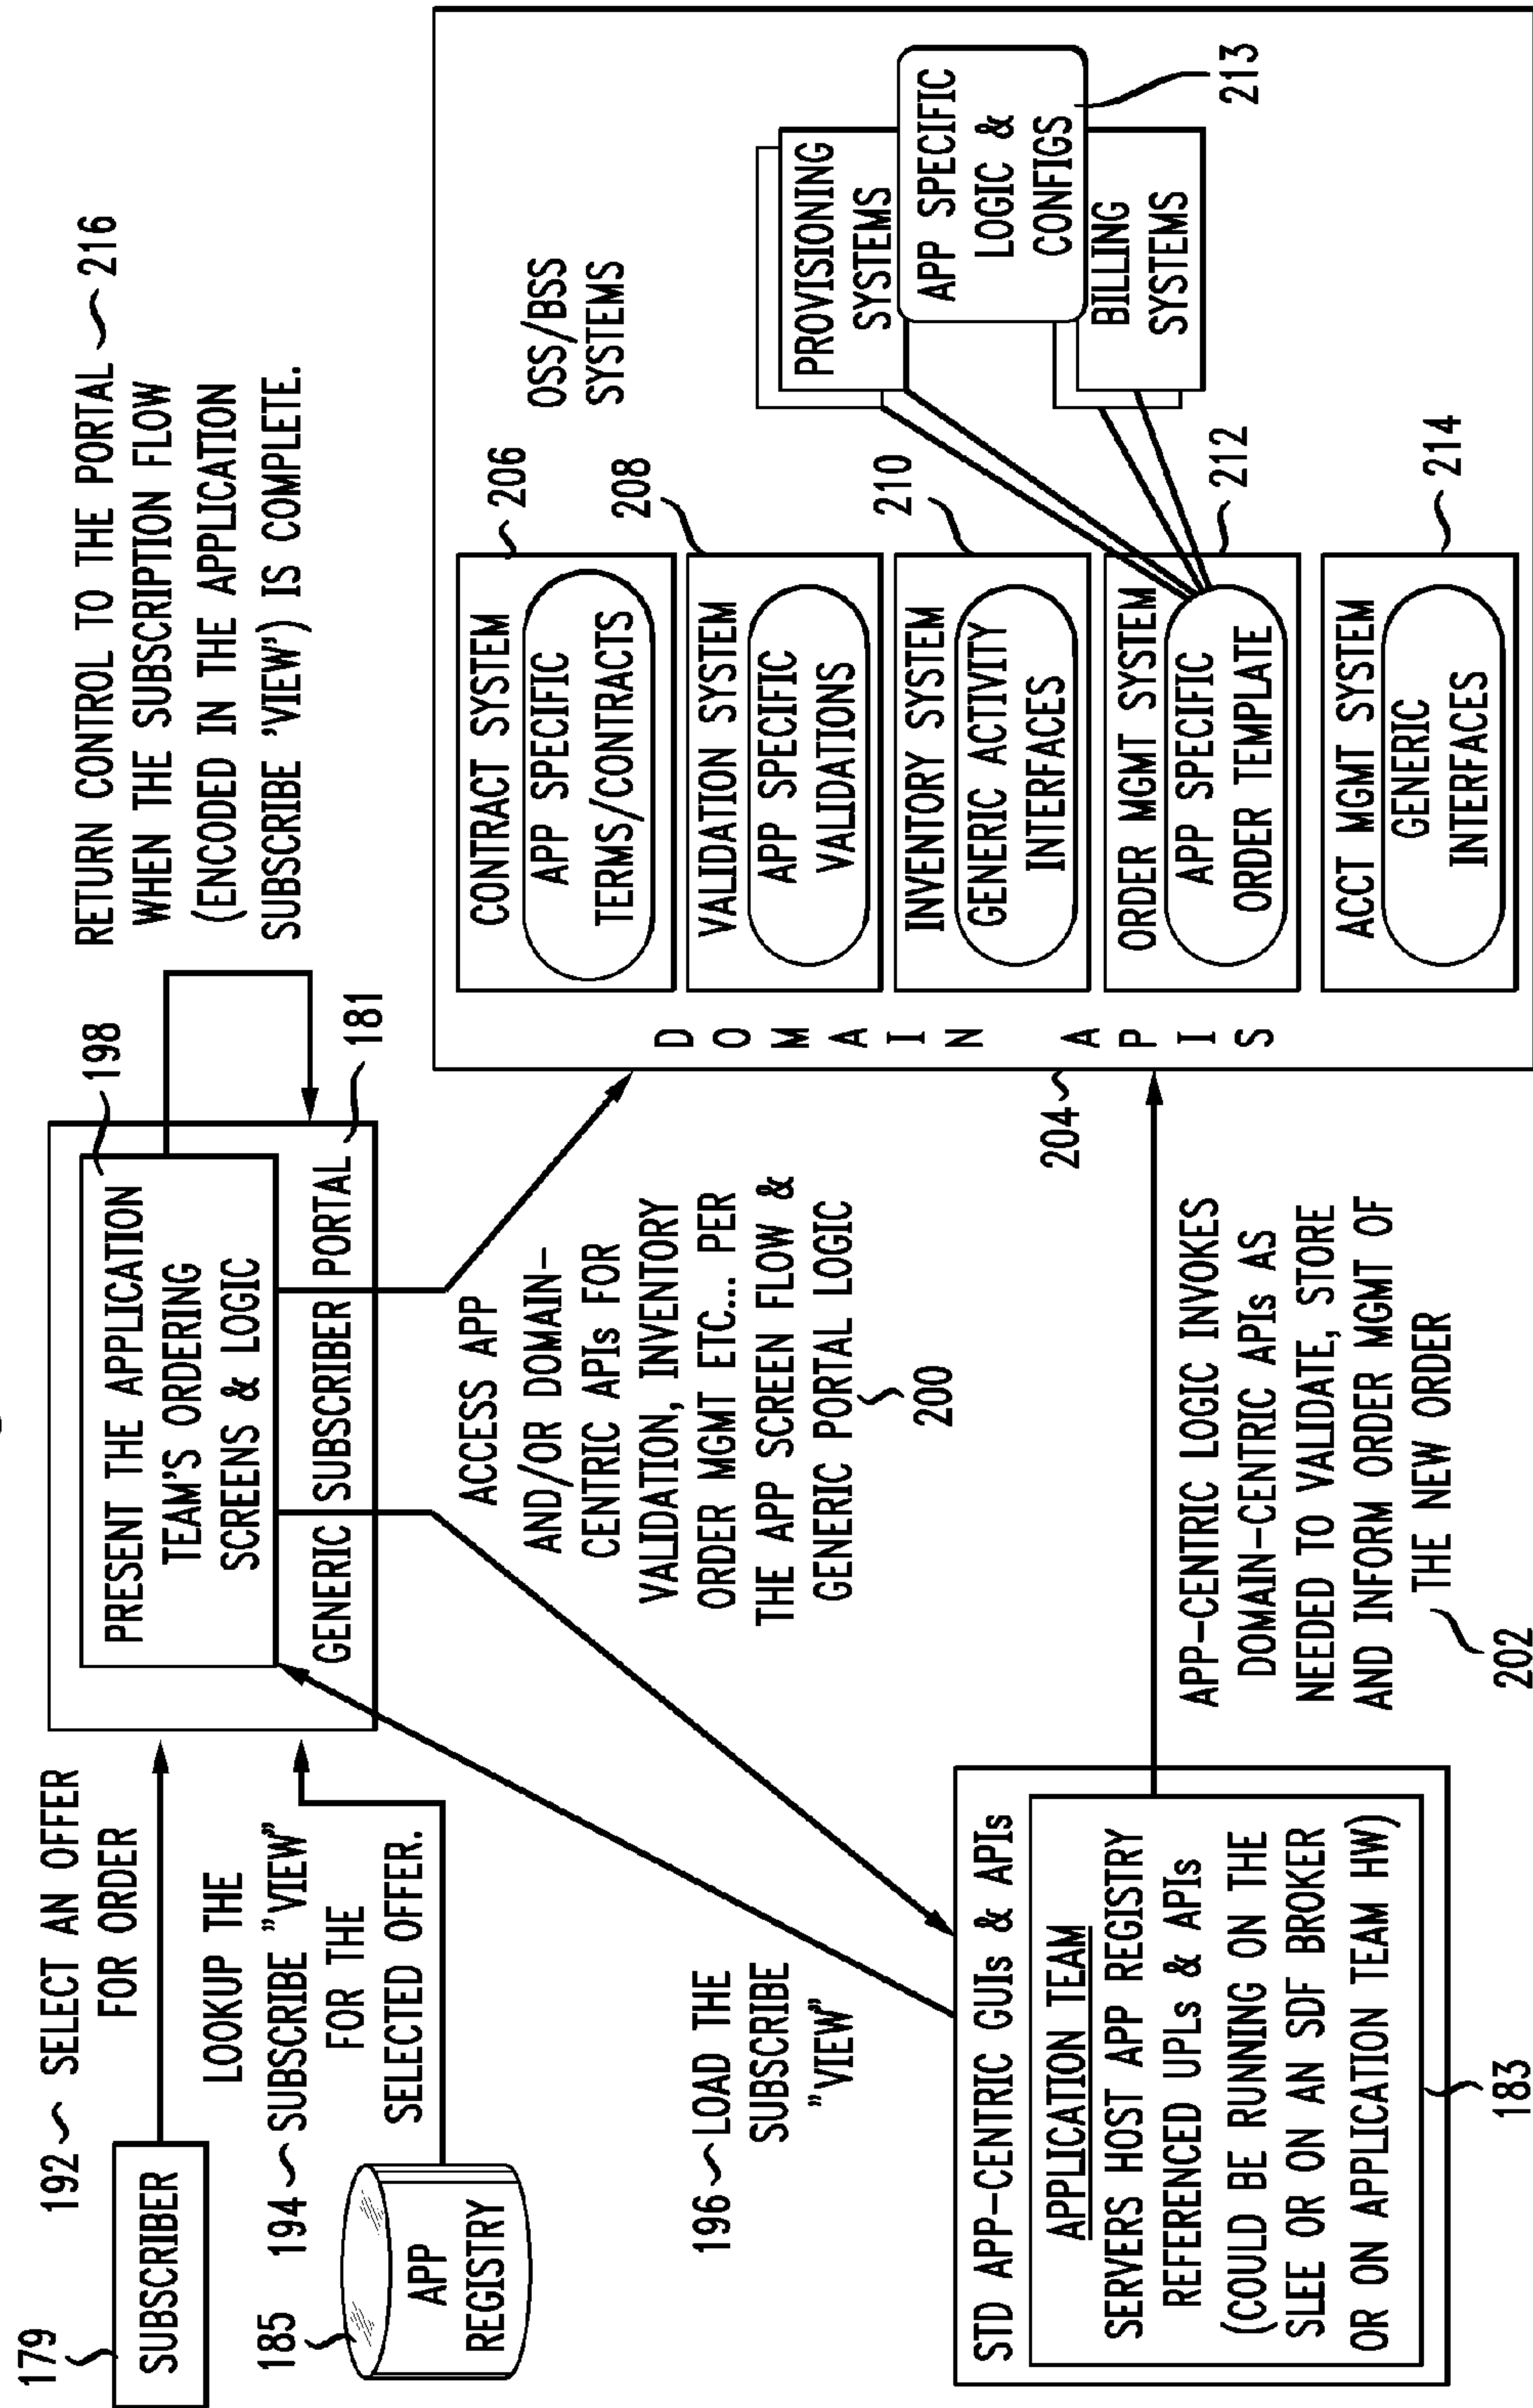 179
SUBSCRIBER
192
SELECT AN OFFER
FOR ORDER
185
APP
REGISTRY
194
LOOKUP THE
SUBSCRIBE "VIEW"
FOR THE
SELECTED OFFER.
198
PRESENT THE APPLICATION
TEAM'S ORDERING
SCREENS & LOGIC
GENERIC SUBSCRIBER PORTAL
181
RETURN CONTROL TO THE PORTAL
216
WHEN THE SUBSCRIPTION FLOW
(ENCODED IN THE APPLICATION
SUBSCRIBE 'VIEW') IS COMPLETE.
196
LOAD THE
SUBSCRIBE
"VIEW"
ACCESS APP
AND/OR DOMAIN-
CENTRIC APIs FOR
VALIDATION, INVENTORY
ORDER MGMT ETC... PER
THE APP SCREEN FLOW &
GENERIC PORTAL LOGIC
200
STD APP-CENTRIC GUIs & APIs
APPLICATION TEAM
SERVERS HOST APP REGISTRY
REFERENCED UPLs & APIs
(COULD BE RUNNING ON THE
SLEE OR ON AN SDF BROKER
OR ON APPLICATION TEAM HW)
183
APP-CENTRIC LOGIC INVOKES
DOMAIN-CENTRIC APIs AS
NEEDED TO VALIDATE, STORE
AND INFORM ORDER MGMT OF
THE NEW ORDER
202
204
DOMAIN APIS
CONTRACT SYSTEM
APP SPECIFIC
TERMS/CONTRACTS
206
VALIDATION SYSTEM
APP SPECIFIC
VALIDATIONS
208
INVENTORY SYSTEM
GENERIC ACTIVITY
INTERFACES
210
ORDER MGMT SYSTEM
APP SPECIFIC
ORDER TEMPLATE
212
ACCT MGMT SYSTEM
GENERIC
INTERFACES
214
OSS/BSS
SYSTEMS
PROVISIONING
SYSTEMS
APP SPECIFIC
LOGIC &
CONFIGS
213
BILLING
SYSTEMS